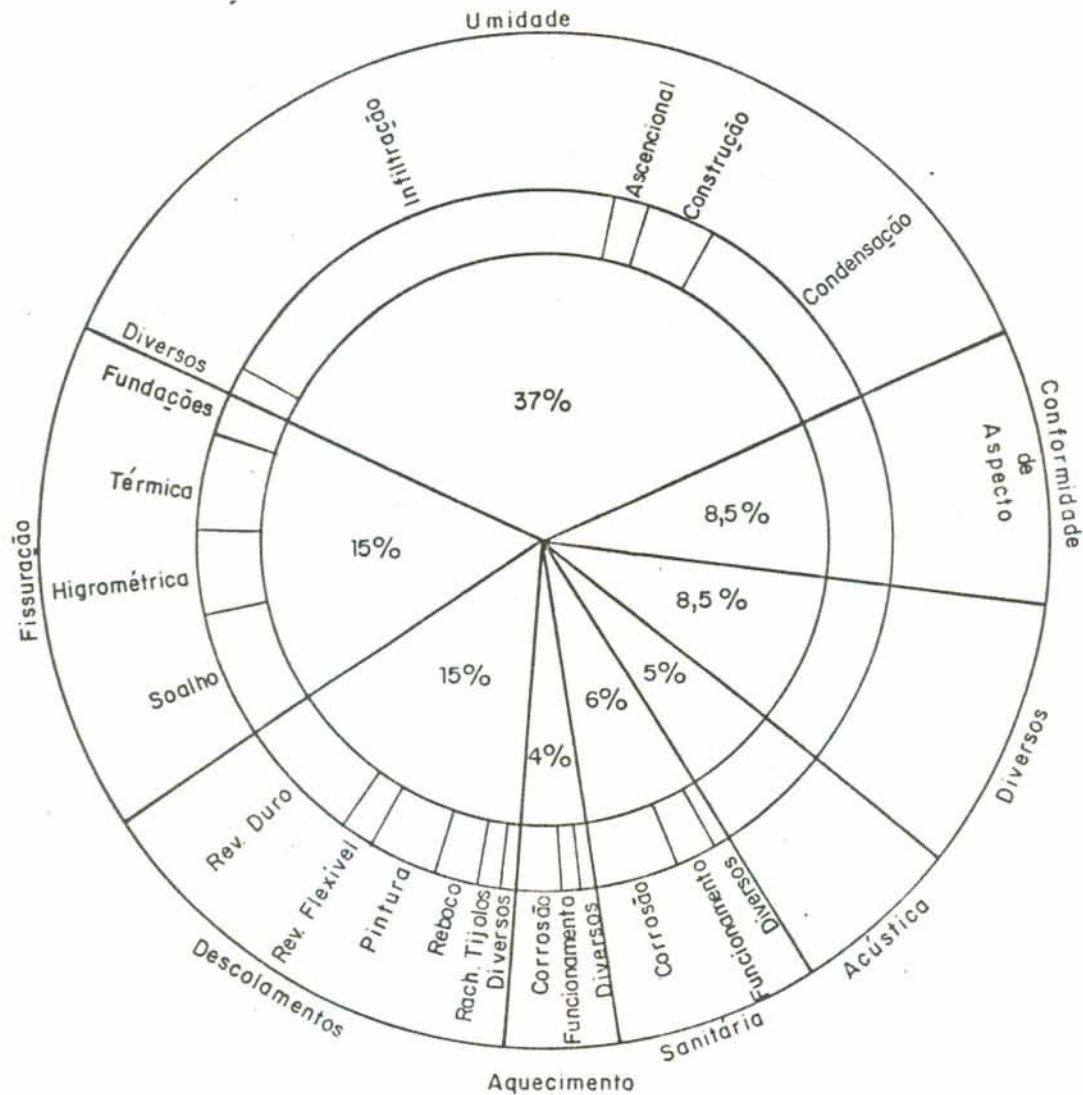 Umidade
Infiltração
Ascencional
Construção
Condensação
Diversos
37%
Conformidade
de
Aspecto
8,5%
Diversos
8,5%
Acústica
5%
Sanitária
6%
Corrosão
Funcionamento
Diversos
Aquecimento
4%
Corrosão
Funcionamento
Diversos
Descolamentos
15%
Rev. Duro
Rev. Flexivel
Pintura
Reboco
Rach. Tijolos
Diversos
Fissuração
15%
Fundações
Térmica
Higrométrica
Soalho